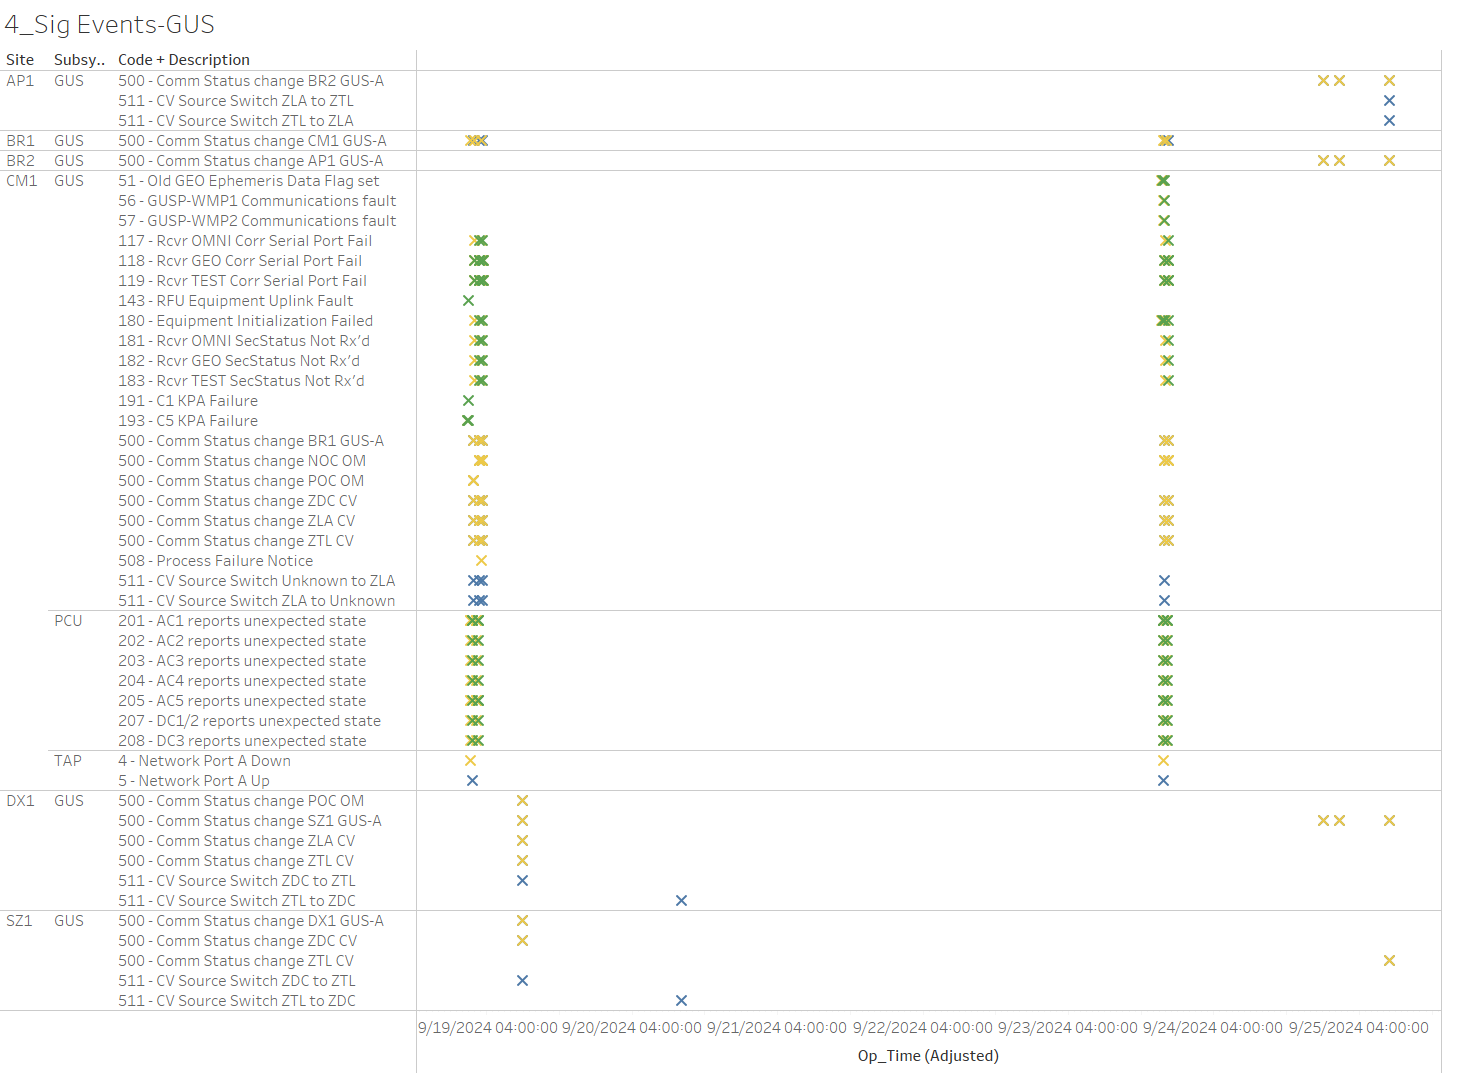 4_Sig Events-GUS
Site Subsy.. Code + Description
AP1 GUS 500 - Comm Status change BR2 GUS-A
511 - CV Source Switch ZLA to ZTL
511 - CV Source Switch ZTL to ZLA
BR1 GUS 500 - Comm Status change CM1 GUS-A
BR2 GUS 500 - Comm Status change AP1 GUS-A
CM1 GUS 51 - Old GEO Ephemeris Data Flag set
56 - GUSP-WMP1 Communications fault
57 - GUSP-WMP2 Communications fault
117 - Rcvr OMNI Corr Serial Port Fail
118 - Rcvr GEO Corr Serial Port Fail
119 - Rcvr TEST Corr Serial Port Fail
143 - RFU Equipment Uplink Fault
180 - Equipment Initialization Failed
181 - Rcvr OMNI SecStatus Not Rx’d
182 - Rcvr GEO SecStatus Not Rx’d
183 - Rcvr TEST SecStatus Not Rx’d
191 - C1 KPA Failure
193 - C5 KPA Failure
500 - Comm Status change BR1 GUS-A
500 - Comm Status change NOC OM
500 - Comm Status change POC OM
500 - Comm Status change ZDC CV
500 - Comm Status change ZLA CV
500 - Comm Status change ZTL CV
508 - Process Failure Notice
511 - CV Source Switch Unknown to ZLA
511 - CV Source Switch ZLA to Unknown
PCU 201 - AC1 reports unexpected state
202 - AC2 reports unexpected state
203 - AC3 reports unexpected state
204 - AC4 reports unexpected state
205 - AC5 reports unexpected state
207 - DC1/2 reports unexpected state
208 - DC3 reports unexpected state
TAP 4 - Network Port A Down
5 - Network Port A Up
DX1 GUS 500 - Comm Status change POC OM
500 - Comm Status change SZ1 GUS-A
500 - Comm Status change ZLA CV
500 - Comm Status change ZTL CV
511 - CV Source Switch ZDC to ZTL
511 - CV Source Switch ZTL to ZDC
SZ1 GUS 500 - Comm Status change DX1 GUS-A
500 - Comm Status change ZDC CV
500 - Comm Status change ZTL CV
511 - CV Source Switch ZDC to ZTL
511 - CV Source Switch ZTL to ZDC
9/19/2024 04:00:00 9/20/2024 04:00:00 9/21/2024 04:00:00 9/22/2024 04:00:00 9/23/2024 04:00:00 9/24/2024 04:00:00 9/25/2024 04:00:00
Op_Time (Adjusted)